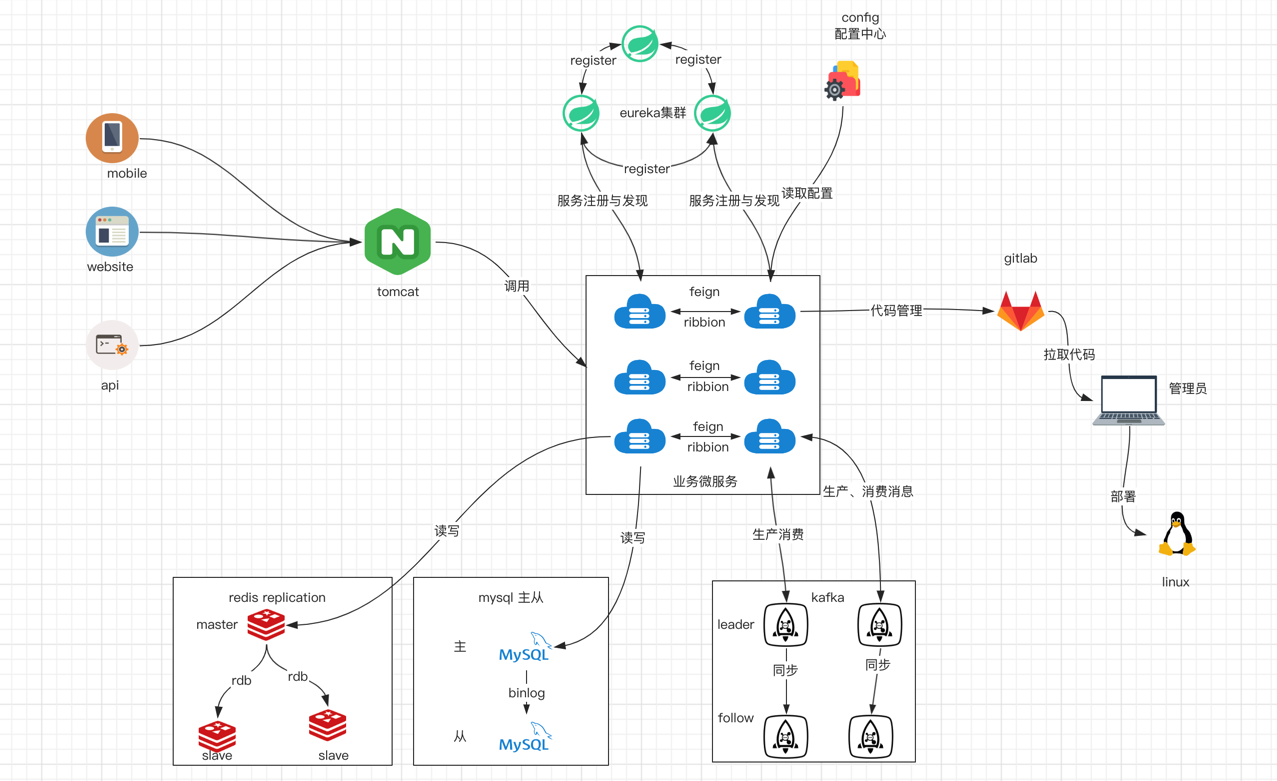 config
配置中心
register
register
eureka集群
register
mobile
服务注册与发现
服务注册与发现
读取配置
website
tomcat
调用
api
gitlab
feign
ribbion
代码管理
拉取代码
feign
ribbion
管理员
feign
ribbion
业务微服务
生产、消费消息
部署
读写
读写
生产消费
linux
redis replication
mysql 主从
kafka
master
leader
主
MySQL
同步
同步
rdb
rdb
binlog
follow
从
MySQL
slave
slave